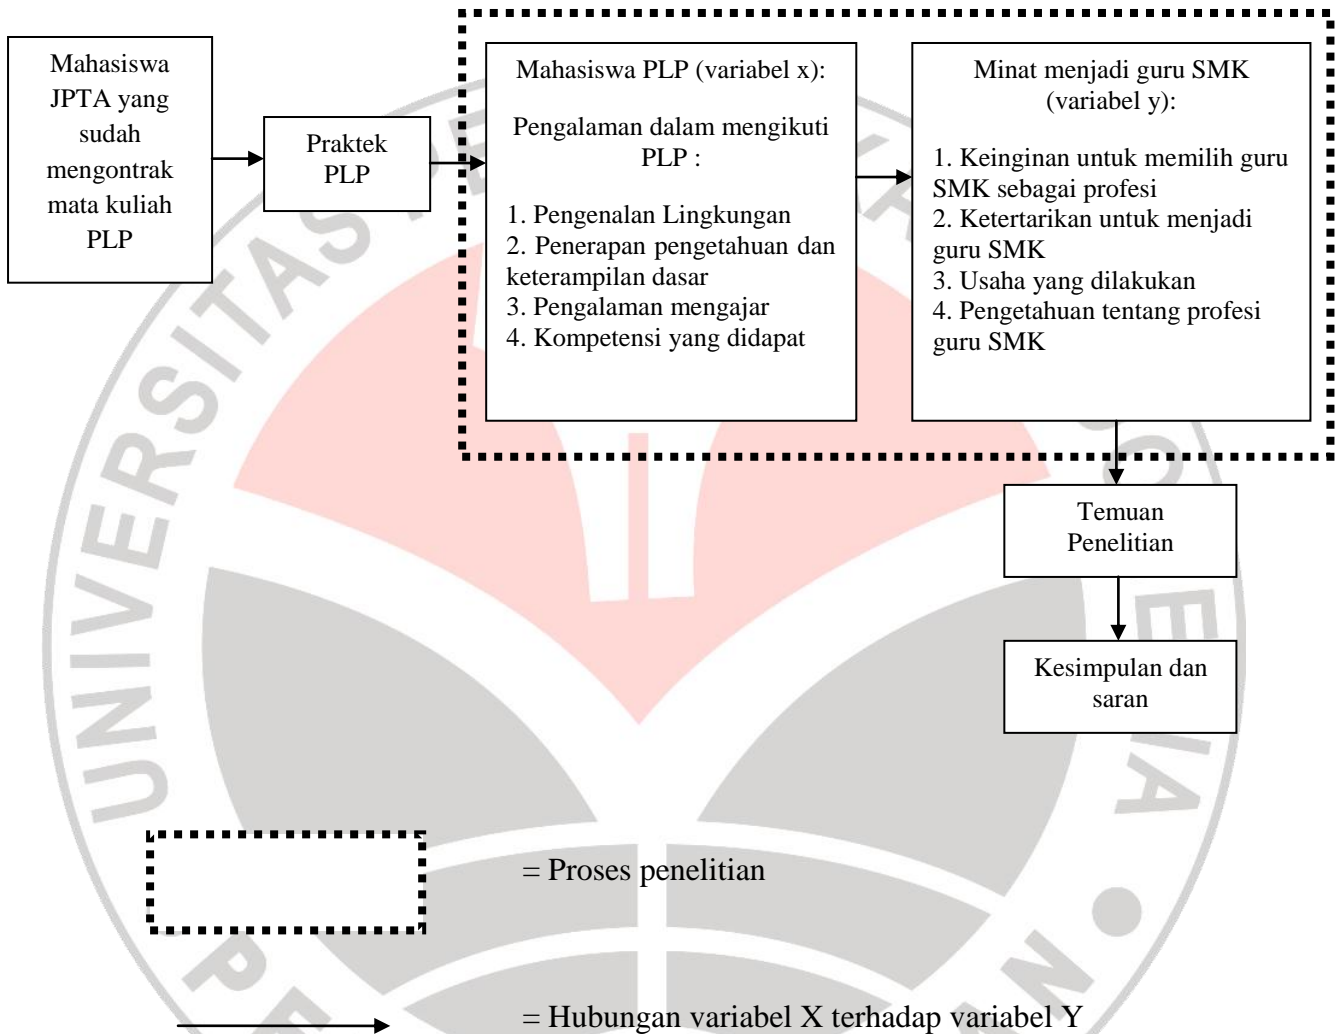 Mahasiswa
JPTA yang
sudah
mengontrak
mata kuliah
PLP
Praktek
PLP
Mahasiswa PLP (variabel x):
Pengalaman dalam mengikuti
PLP :
1. Pengenalan Lingkungan
2. Penerapan pengetahuan dan
keterampilan dasar
3. Pengalaman mengajar
4. Kompetensi yang didapat
Minat menjadi guru SMK
(variabel y):
1. Keinginan untuk memilih guru
SMK sebagai profesi
2. Ketertarikan untuk menjadi
guru SMK
3. Usaha yang dilakukan
4. Pengetahuan tentang profesi
guru SMK
Temuan
Penelitian
Kesimpulan dan
saran
= Proses penelitian
= Hubungan variabel X terhadap variabel Y
UNIVERSITAS